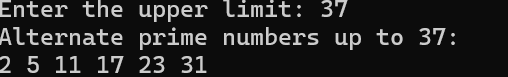 Enter the upper limit: 37
Alternate prime numbers up to 37:
2 5 11 17 23 31